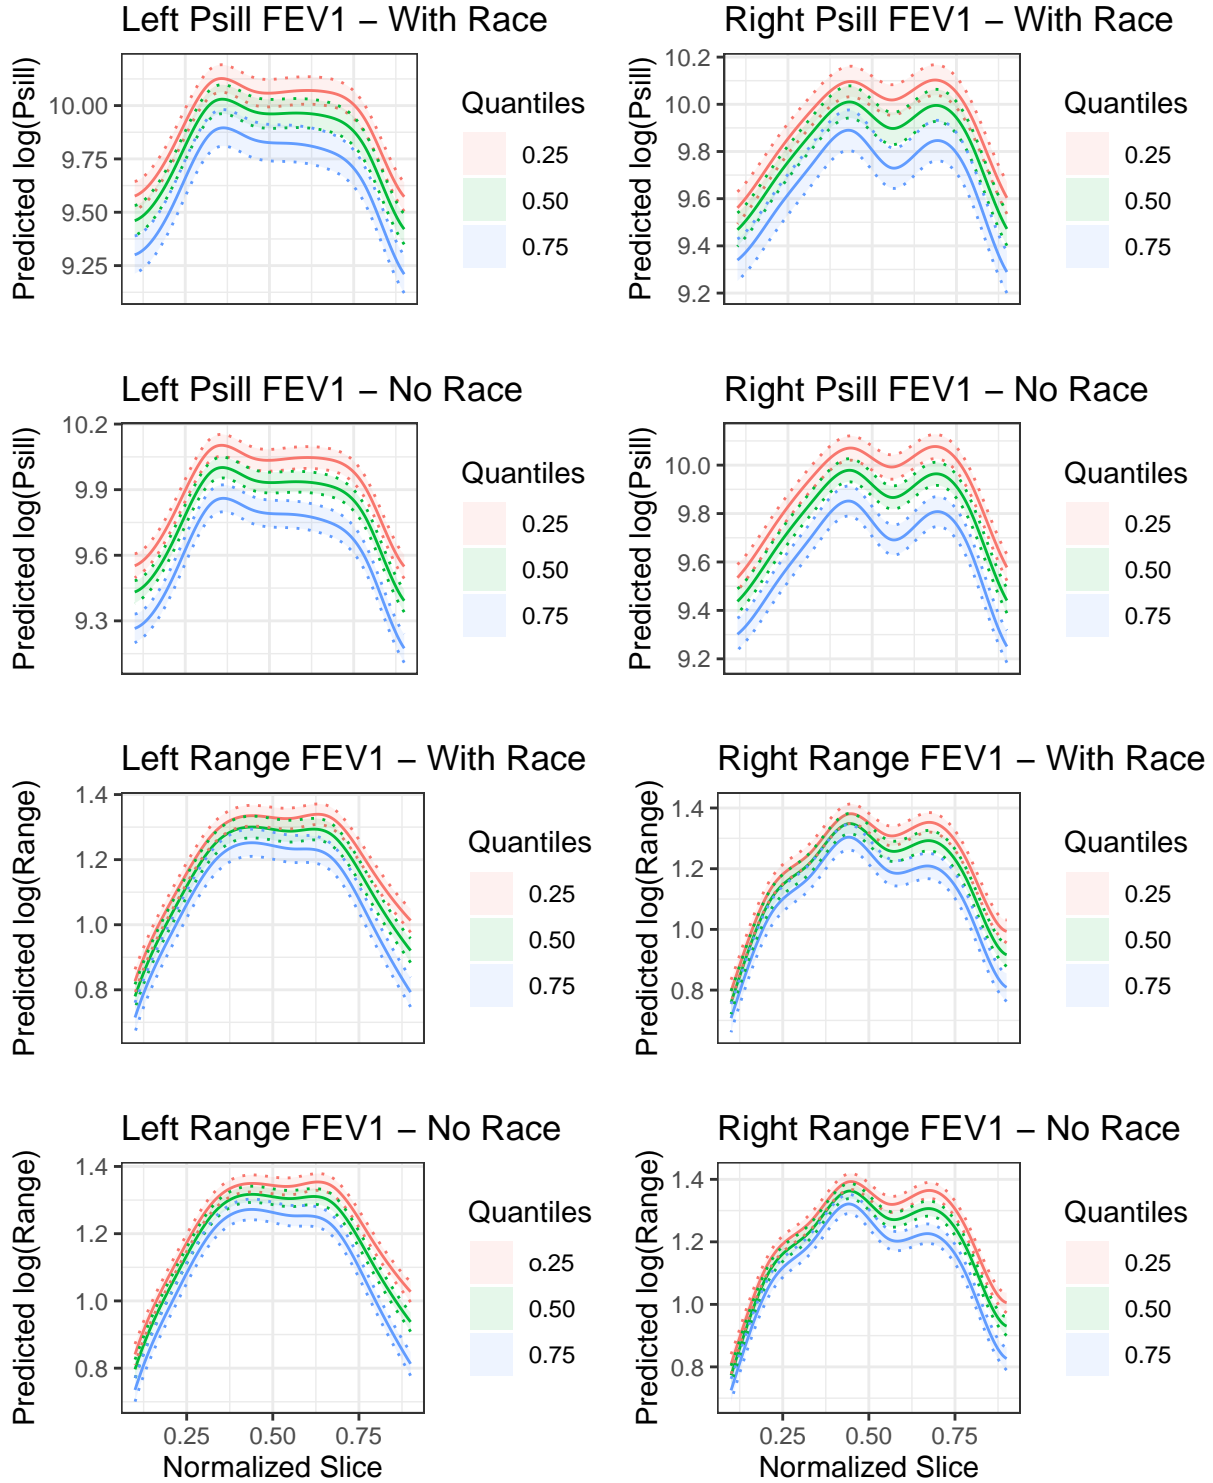 Left Psill FEV1 – With Race
Predicted log(Psill)
10.00
9.75
9.50
9.25
Quantiles
0.25
0.50
0.75
Right Psill FEV1 – With Race
Predicted log(Psill)
10.2
10.0
9.8
9.6
9.4
9.2
Quantiles
0.25
0.50
0.75
Left Psill FEV1 – No Race
Predicted log(Psill)
10.2
9.9
9.6
9.3
Quantiles
0.25
0.50
0.75
Right Psill FEV1 – No Race
Predicted log(Psill)
10.0
9.8
9.6
9.4
9.2
Quantiles
0.25
0.50
0.75
Left Range FEV1 – With Race
Predicted log(Range)
1.4
1.2
1.0
0.8
Quantiles
0.25
0.50
0.75
Right Range FEV1 – With Race
Predicted log(Range)
1.4
1.2
1.0
0.8
Quantiles
0.25
0.50
0.75
Left Range FEV1 – No Race
Predicted log(Range)
1.4
1.2
1.0
0.8
0.25 0.50 0.75
Normalized Slice
Quantiles
o.25
0.50
0.75
Right Range FEV1 – No Race
Predicted log(Range)
1.4
1.2
1.0
0.8
0.25 0.50 0.75
Normalized Slice
Quantiles
0.25
0.50
0.75